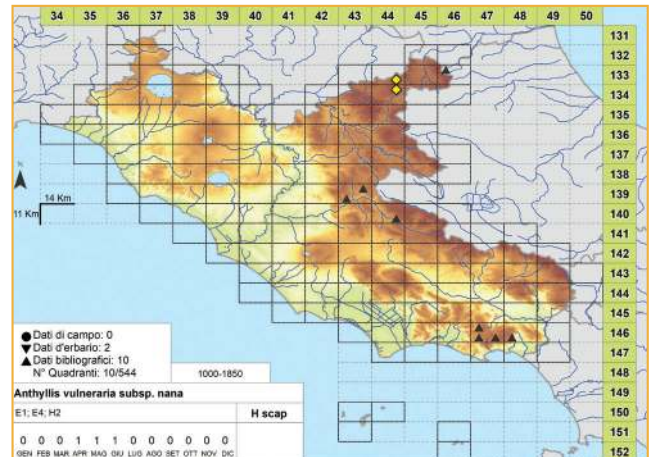 34 35 36 37 38 39 40 41 42 43 44 45 46 47 48 49 50
131
132
133
134
135
136
137
138
139
140
141
142
143
144
145
146
147
148
149
150
151
152
N
14 Km
11 Km
Dati di campo: 0
Dati d'erbario: 2
Dati bibliografici: 10
N° Quadranti: 10/544
1000-1850
Anthyllis vulneraria subsp. nana
E1; E4; H2
H scap
0 0 0 1 1 1 0 0 0 0 0 0
GEN FEB MAR APR MAG GIU LUG AGO SET OTT NOV DIC